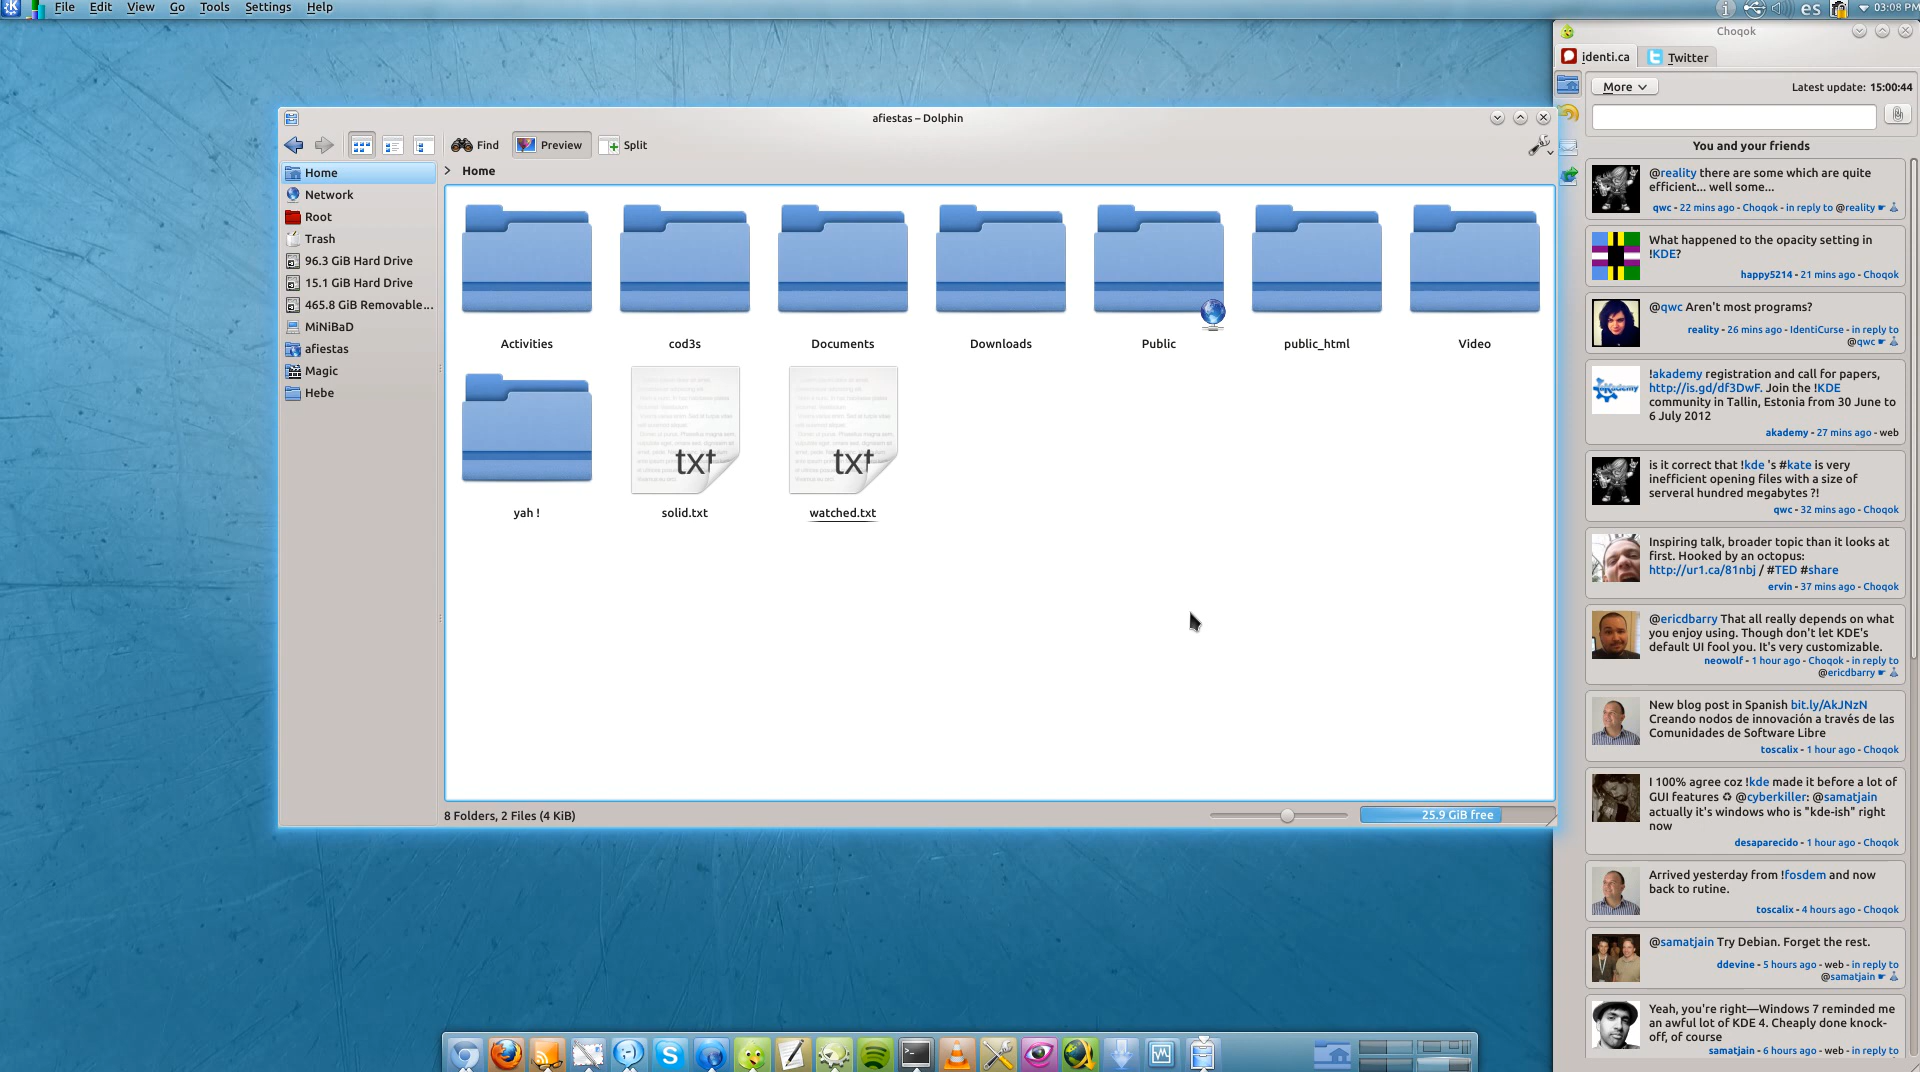 File Edit View Go Tools Settings Help
es 03:08 PM
afiestas – Dolphin
Find Preview Split
Home
Network
Root
Trash
96.3 GiB Hard Drive
15.1 GiB Hard Drive
465.8 GiB Removable...
MiNiBaD
afiestas
Magic
Hebe
> Home
Activities cod3s Documents Downloads Public public_html Video
txt txt
yah ! solid.txt watched.txt
8 Folders, 2 Files (4 KiB)
25.9 GiB free
Choqok
identi.ca Twitter
More Latest update: 15:00:44
You and your friends
@reality there are some which are quite
efficient... well some...
qwc - 22 mins ago - Choqok - in reply to @reality
What happened to the opacity setting in
!KDE?
happy5214 - 21 mins ago - Choqok
@qwc Aren't most programs?
reality - 26 mins ago - IdentiCurse - in reply to
@qwc
!akademy registration and call for papers,
http://is.gd/df3DwF. Join the !KDE
community in Tallin, Estonia from 30 June to
6 July 2012
akademy - 27 mins ago - web
is it correct that !kde 's #kate is very
inefficient opening files with a size of
serveral hundred megabytes ?!
qwc - 32 mins ago - Choqok
Inspiring talk, broader topic than it looks at
first. Hooked by an octopus:
http://ur1.ca/81nbj / #TED #share
ervin - 37 mins ago - Choqok
@ericdbarry That all really depends on what
you enjoy using. Though don't let KDE's
default UI fool you. It's very customizable.
neowolf - 1 hour ago - Choqok - in reply to
@ericdbarry
New blog post in Spanish bit.ly/AkJNzN
Creando nodos de innovación a través de las
Comunidades de Software Libre
toscalix - 1 hour ago - Choqok
I 100% agree coz !kde made it before a lot of
GUI features ♻ @cyberkiller: @samatjain
actually it's windows who is "kde-ish" right
now
desaparecido - 1 hour ago - Choqok
Arrived yesterday from !fosdem and now
back to rutine.
toscalix - 4 hours ago - Choqok
@samatjain Try Debian. Forget the rest.
ddevine - 5 hours ago - web - in reply to
@samatjain
Yeah, you're right—Windows 7 reminded me
an awful lot of KDE 4. Cheaply done knock-
off, of course
samatjain - 6 hours ago - web - in reply to